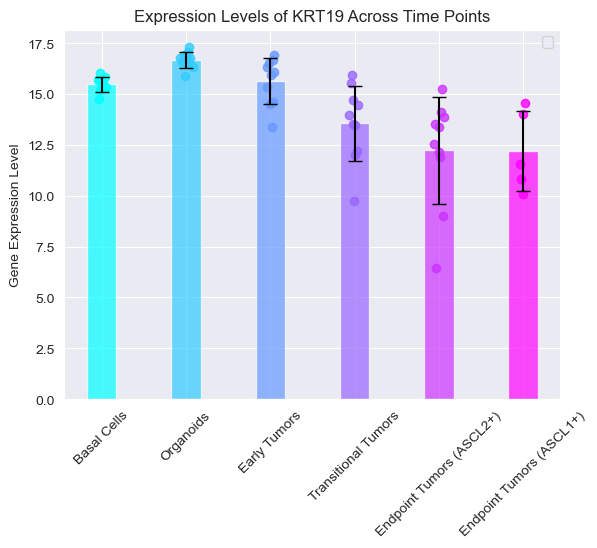 Expression Levels of KRT19 Across Time Points
Gene Expression Level
17.5
15.0
12.5
10.0
7.5
5.0
2.5
0.0
Basal Cells
Organoids
Early Tumors
Transitional Tumors
Endpoint Tumors (ASCL2+)
Endpoint Tumors (ASCL1+)